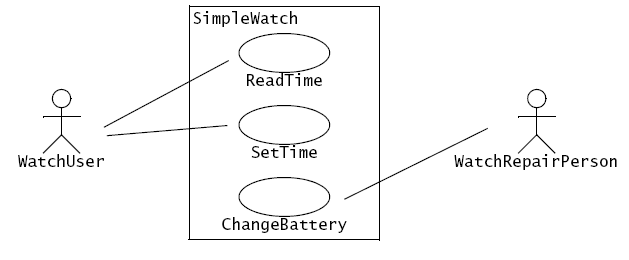 SimpleWatch
ReadTime
SetTime
WatchUser
WatchRepairPerson
ChangeBattery